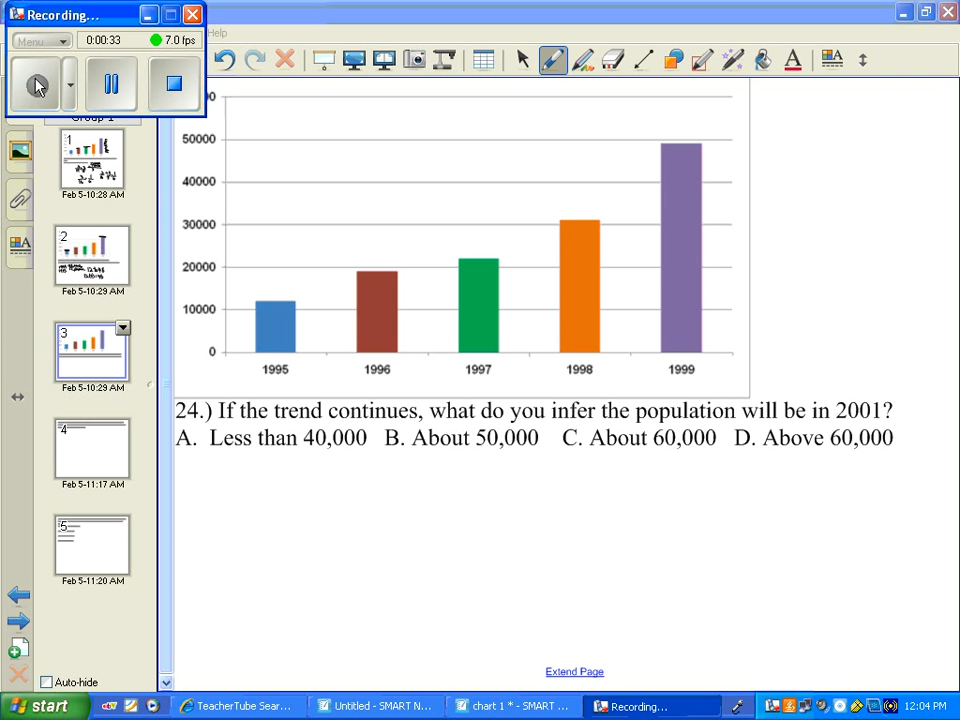 Recording...
Menu
0:00:33
7.0 fps
Help
Group 1
1
Feb 5-10:28 AM
2
Feb 5-10:29 AM
3
Feb 5-10:29 AM
4
Feb 5-11:17 AM
5
Feb 5-11:20 AM
Auto-hide
50000
40000
30000
20000
10000
0
1995 1996 1997 1998 1999
24.) If the trend continues, what do you infer the population will be in 2001?
A. Less than 40,000 B. About 50,000 C. About 60,000 D. Above 60,000
Extend Page
start
TeacherTube Sear...
Untitled - SMART N...
chart 1 * - SMART ...
Recording...
12:04 PM